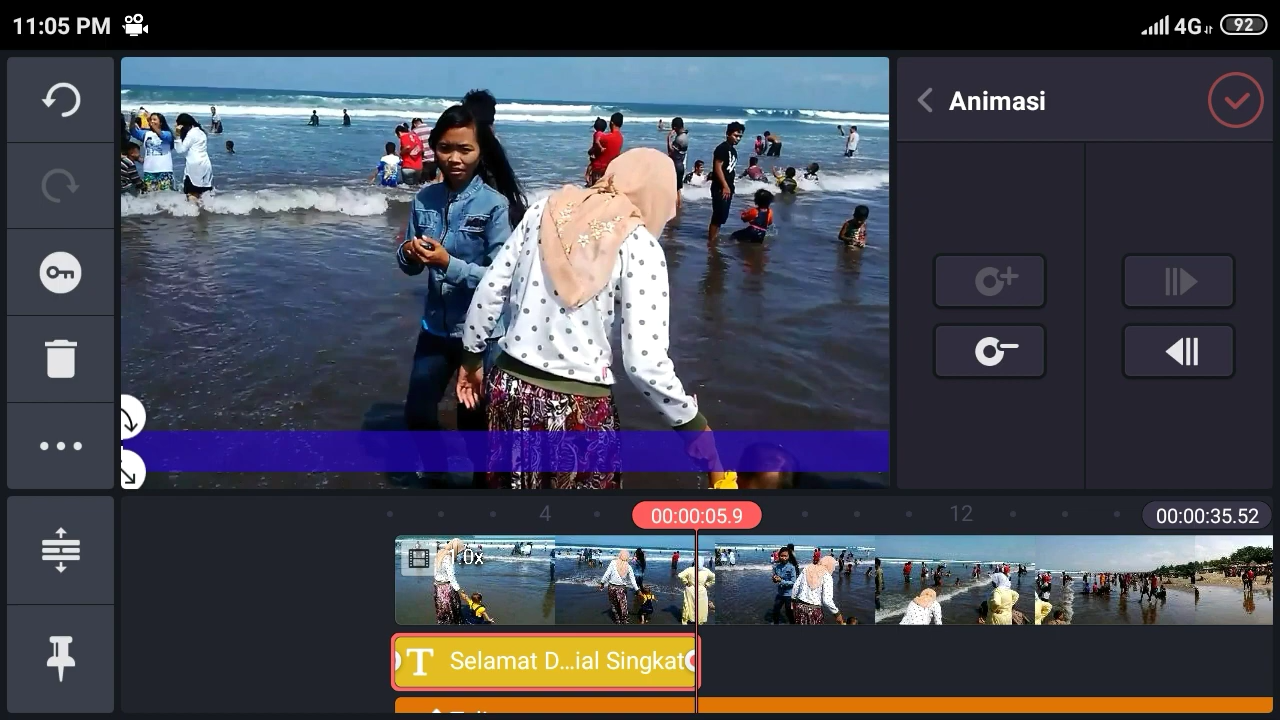 11:05 PM
4G
92
Animasi
4
00:00:05.9
12
00:00:35.52
1.0x
T Selamat D...ial Singkat